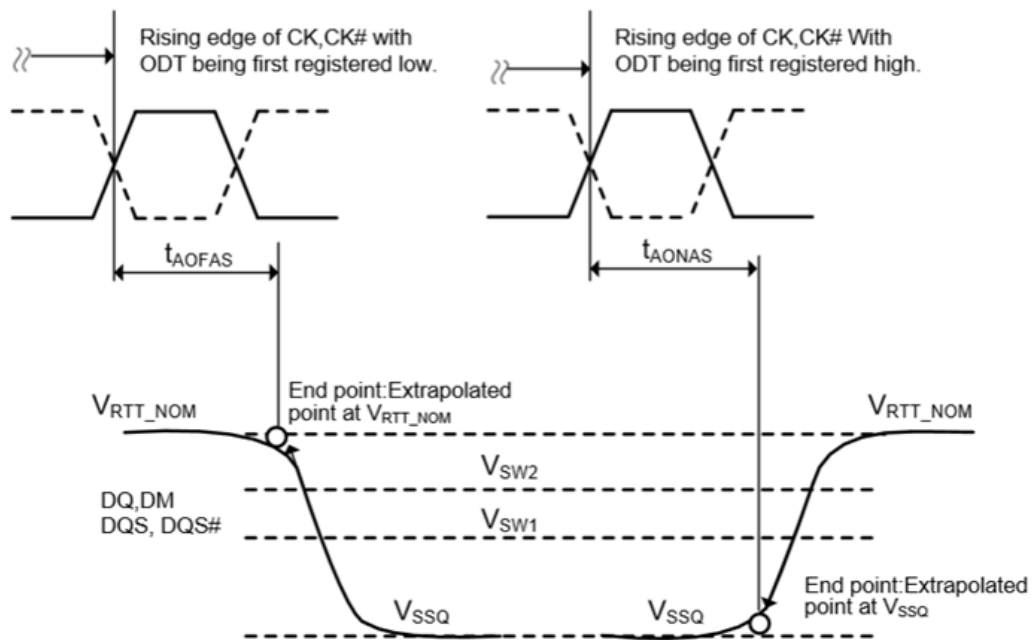 Rising edge of CK,CK# with
ODT being first registered low.
Rising edge of CK,CK# With
ODT being first registered high.
tAOFAS
tAONAS
End point:Extrapolated
point at VRTT_NOM
VRTT_NOM
VRTT_NOM
VSW2
DQ,DM
DQS, DQS#
VSW1
End point:Extrapolated
point at VSSQ
VSSQ
VSSQ